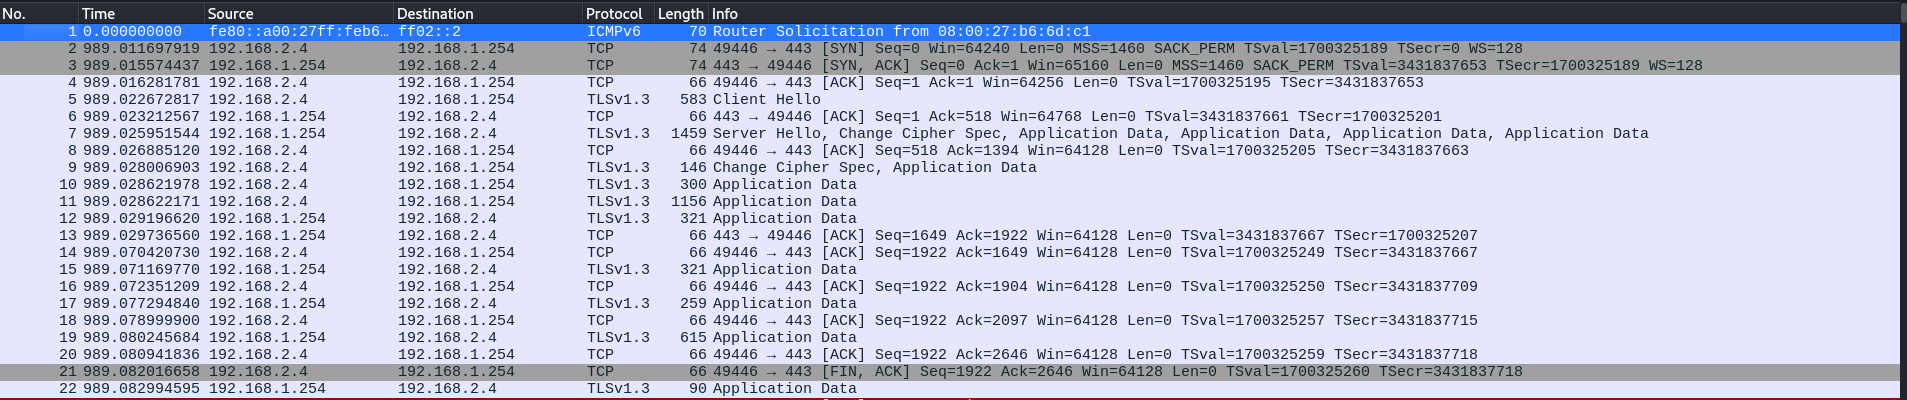 No. Time Source Destination Protocol Length Info
1 0.000000000 fe80::a00:27ff:feb6… ff02::2 ICMPv6 70 Router Solicitation from 08:00:27:b6:6d:c1
2 989.011697919 192.168.2.4 192.168.1.254 TCP 74 49446 → 443 [SYN] Seq=0 Win=64240 Len=0 MSS=1460 SACK_PERM TSval=1700325189 TSecr=0 WS=128
3 989.015574437 192.168.1.254 192.168.2.4 TCP 74 443 → 49446 [SYN, ACK] Seq=0 Ack=1 Win=65160 Len=0 MSS=1460 SACK_PERM TSval=3431837653 TSecr=1700325189 WS=128
4 989.016281781 192.168.2.4 192.168.1.254 TCP 66 49446 → 443 [ACK] Seq=1 Ack=1 Win=64256 Len=0 TSval=1700325195 TSecr=3431837653
5 989.022672817 192.168.2.4 192.168.1.254 TLSv1.3 583 Client Hello
6 989.023212567 192.168.1.254 192.168.2.4 TCP 66 443 → 49446 [ACK] Seq=1 Ack=518 Win=64768 Len=0 TSval=3431837661 TSecr=1700325201
7 989.025951544 192.168.1.254 192.168.2.4 TLSv1.3 1459 Server Hello, Change Cipher Spec, Application Data, Application Data, Application Data, Application Data
8 989.026885120 192.168.2.4 192.168.1.254 TCP 66 49446 → 443 [ACK] Seq=518 Ack=1394 Win=64128 Len=0 TSval=1700325205 TSecr=3431837663
9 989.028006903 192.168.2.4 192.168.1.254 TLSv1.3 146 Change Cipher Spec, Application Data
10 989.028621978 192.168.2.4 192.168.1.254 TLSv1.3 300 Application Data
11 989.028622171 192.168.2.4 192.168.1.254 TLSv1.3 1156 Application Data
12 989.029196620 192.168.1.254 192.168.2.4 TLSv1.3 321 Application Data
13 989.029736560 192.168.1.254 192.168.2.4 TCP 66 443 → 49446 [ACK] Seq=1649 Ack=1922 Win=64128 Len=0 TSval=3431837667 TSecr=1700325207
14 989.070420730 192.168.2.4 192.168.1.254 TCP 66 49446 → 443 [ACK] Seq=1922 Ack=1649 Win=64128 Len=0 TSval=1700325249 TSecr=3431837667
15 989.071169770 192.168.1.254 192.168.2.4 TLSv1.3 321 Application Data
16 989.072351209 192.168.2.4 192.168.1.254 TCP 66 49446 → 443 [ACK] Seq=1922 Ack=1904 Win=64128 Len=0 TSval=1700325250 TSecr=3431837709
17 989.077294840 192.168.1.254 192.168.2.4 TLSv1.3 259 Application Data
18 989.078999900 192.168.2.4 192.168.1.254 TCP 66 49446 → 443 [ACK] Seq=1922 Ack=2097 Win=64128 Len=0 TSval=1700325257 TSecr=3431837715
19 989.080245684 192.168.1.254 192.168.2.4 TLSv1.3 615 Application Data
20 989.080941836 192.168.2.4 192.168.1.254 TCP 66 49446 → 443 [ACK] Seq=1922 Ack=2646 Win=64128 Len=0 TSval=1700325259 TSecr=3431837718
21 989.082016658 192.168.2.4 192.168.1.254 TCP 66 49446 → 443 [FIN, ACK] Seq=1922 Ack=2646 Win=64128 Len=0 TSval=1700325260 TSecr=3431837718
22 989.082994595 192.168.1.254 192.168.2.4 TLSv1.3 90 Application Data